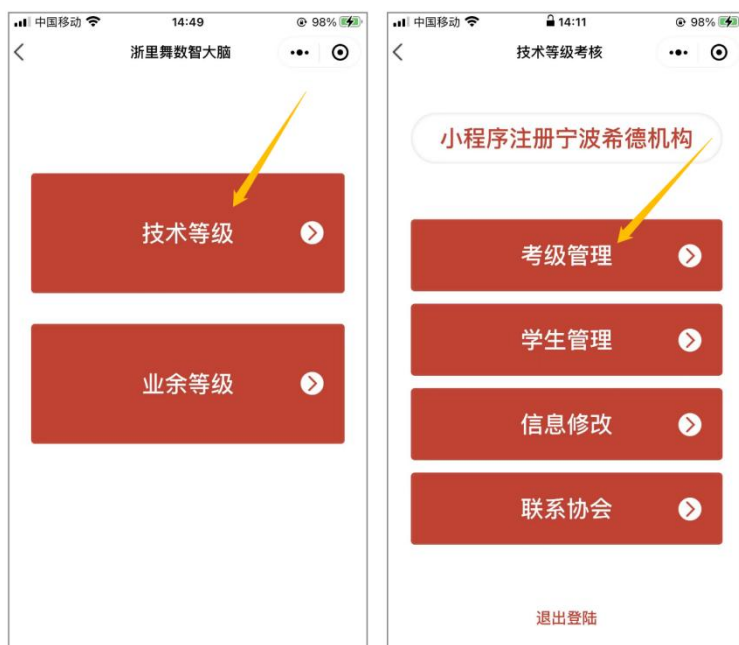 中国移动 14:49 98%
浙里舞数智大脑
技术等级
业余等级
中国移动 14:11 98%
技术等级考核
小程序注册宁波希德机构
考级管理
学生管理
信息修改
联系协会
退出登陆